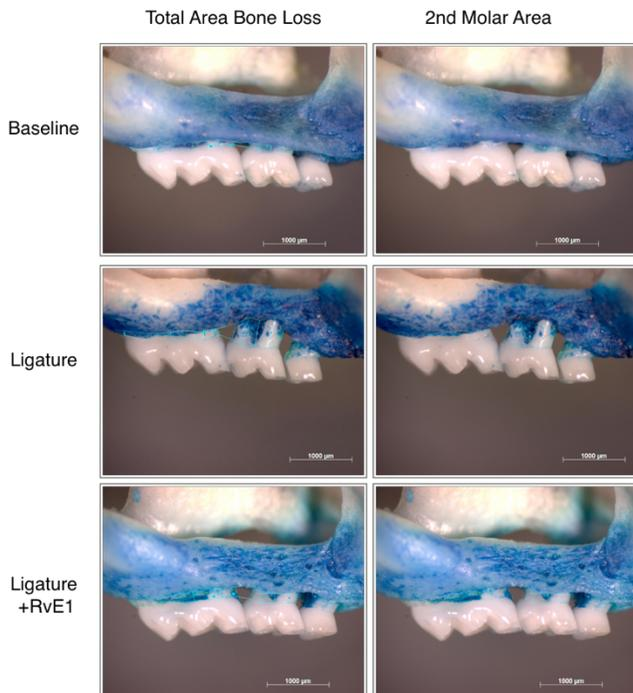 Total Area Bone Loss
2nd Molar Area
Baseline
1000 µm
1000 µm
Ligature
1000 µm
1000 µm
Ligature
+RvE1
1000 µm
1000 µm